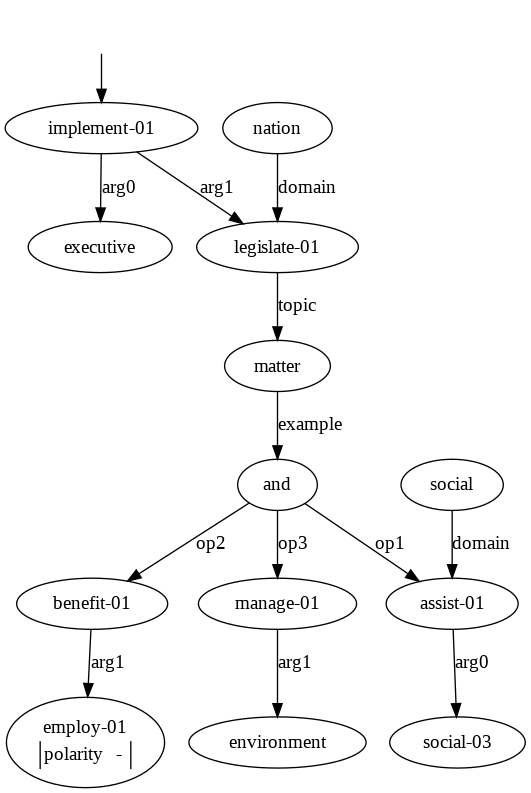 implement-01
nation
arg0
arg1
domain
executive
legislate-01
topic
matter
example
and
social
op2
op3
op1
domain
benefit-01
manage-01
assist-01
arg1
arg1
arg0
employ-01
|polarity - |
environment
social-03